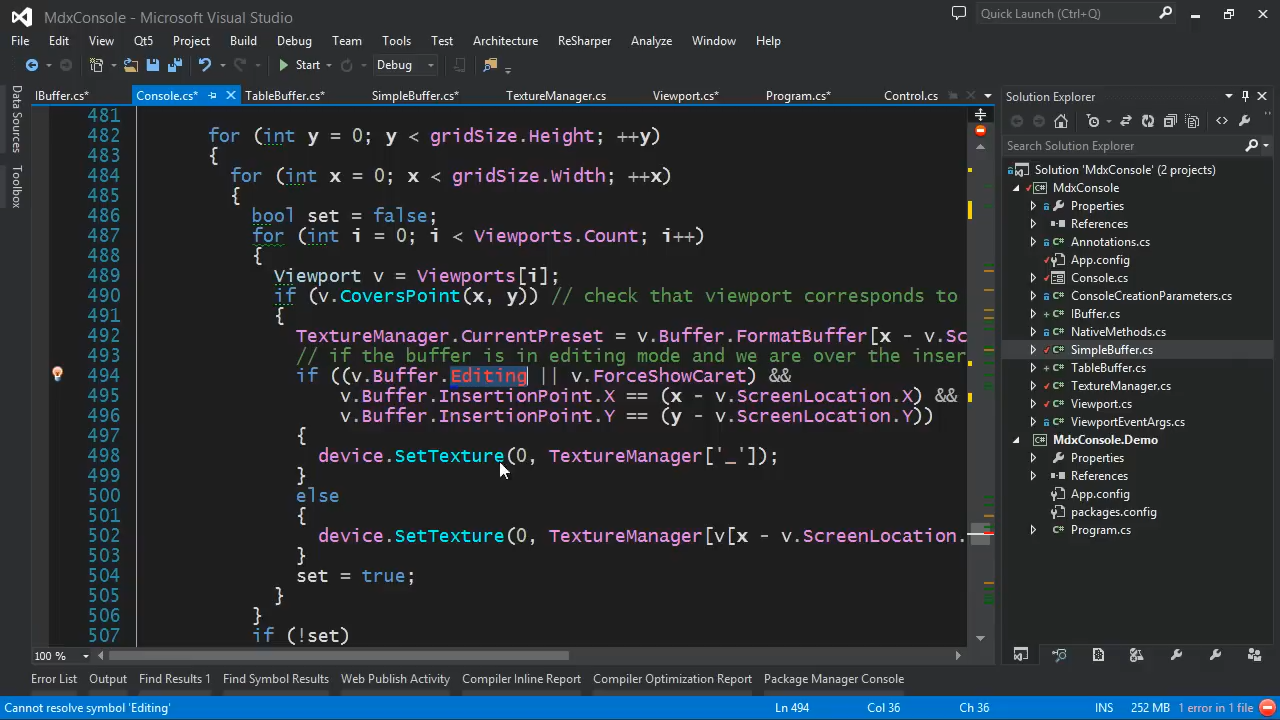 MdxConsole - Microsoft Visual Studio
Quick Launch (Ctrl+Q)
File Edit View Qt5 Project Build Debug Team Tools Test Architecture ReSharper Analyze Window Help
Start Debug
IBuffer.cs* Console.cs* TableBuffer.cs* SimpleBuffer.cs* TextureManager.cs Viewport.cs* Program.cs* Control.cs
Data Sources
Toolbox
481
482 for (int y = 0; y < gridSize.Height; ++y)
483 {
484 for (int x = 0; x < gridSize.Width; ++x)
485 {
486 bool set = false;
487 for (int i = 0; i < Viewports.Count; i++)
488 {
489 Viewport v = Viewports[i];
490 if (v.CoversPoint(x, y)) // check that viewport corresponds to
491 {
492 TextureManager.CurrentPreset = v.Buffer.FormatBuffer[x - v.Sc
493 // if the buffer is in editing mode and we are over the inser
494 if ((v.Buffer.Editing || v.ForceShowCaret) &&
495 v.Buffer.InsertionPoint.X == (x - v.ScreenLocation.X) &&
496 v.Buffer.InsertionPoint.Y == (y - v.ScreenLocation.Y))
497 {
498 device.SetTexture(0, TextureManager['_']);
499 }
500 else
501 {
502 device.SetTexture(0, TextureManager[v[x - v.ScreenLocation.
503 }
504 set = true;
505 }
506 }
507 if (!set)
100 %
Solution Explorer
Search Solution Explorer
Solution 'MdxConsole' (2 projects)
MdxConsole
Properties
References
Annotations.cs
App.config
Console.cs
ConsoleCreationParameters.cs
IBuffer.cs
NativeMethods.cs
SimpleBuffer.cs
TableBuffer.cs
TextureManager.cs
Viewport.cs
ViewportEventArgs.cs
MdxConsole.Demo
Properties
References
App.config
packages.config
Program.cs
Error List Output Find Results 1 Find Symbol Results Web Publish Activity Compiler Inline Report Compiler Optimization Report Package Manager Console
Cannot resolve symbol 'Editing' Ln 494 Col 36 Ch 36 INS 252 MB 1 error in 1 file